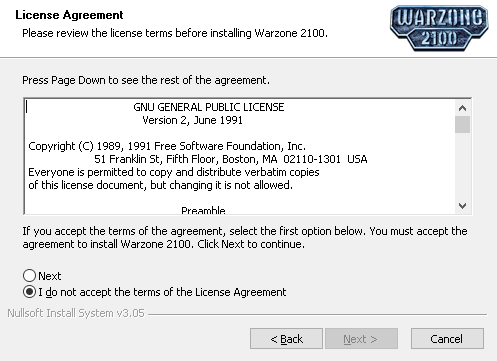 License Agreement
Please review the license terms before installing Warzone 2100.
WARZONE
2100
Press Page Down to see the rest of the agreement.
GNU GENERAL PUBLIC LICENSE
Version 2, June 1991
Copyright (C) 1989, 1991 Free Software Foundation, Inc.
51 Franklin St, Fifth Floor, Boston, MA 02110-1301 USA
Everyone is permitted to copy and distribute verbatim copies
of this license document, but changing it is not allowed.
Preamble
If you accept the terms of the agreement, select the first option below. You must accept the
agreement to install Warzone 2100. Click Next to continue.
Next
I do not accept the terms of the License Agreement
Nullsoft Install System v3.05
< Back
Next >
Cancel